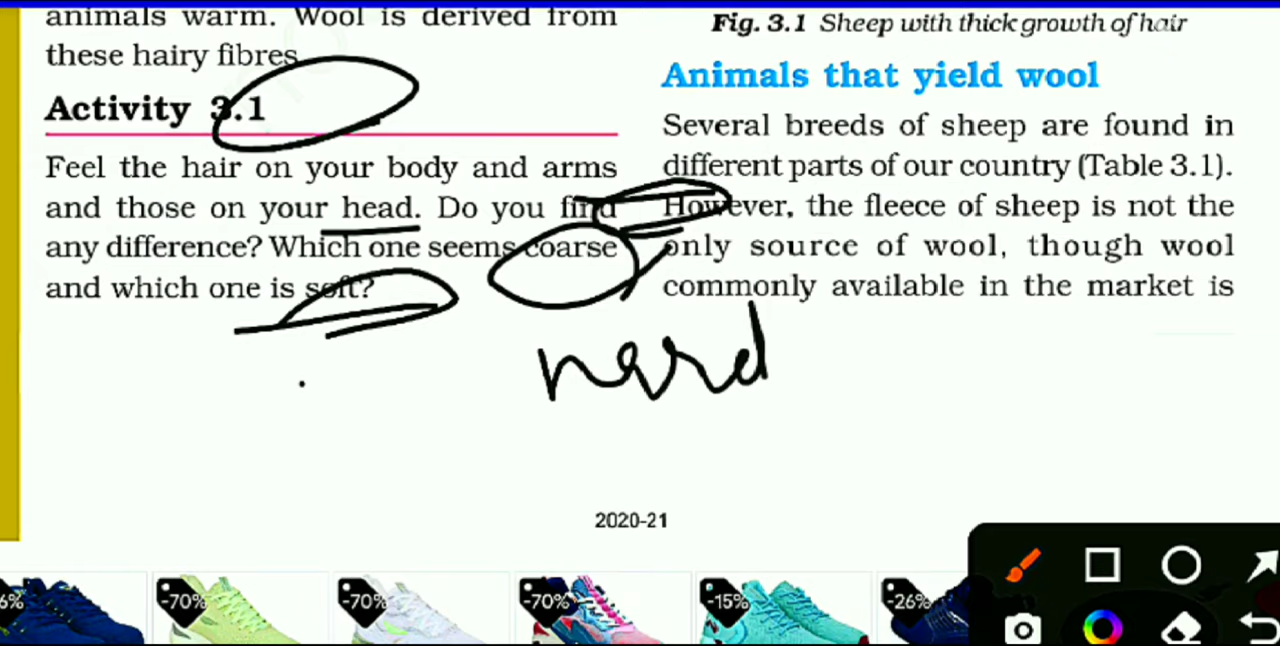 animals warm. Wool is derived from
these hairy fibres.
Activity 3.1
Feel the hair on your body and arms
and those on your head. Do you find
any difference? Which one seems coarse
and which one is soft?
Fig. 3.1 Sheep with thick growth of hair
Animals that yield wool
Several breeds of sheep are found in
different parts of our country (Table 3.1).
However, the fleece of sheep is not the
only source of wool, though wool
commonly available in the market is
hard
2020-21
6%
-70%
-70%
-70%
-15%
-26%